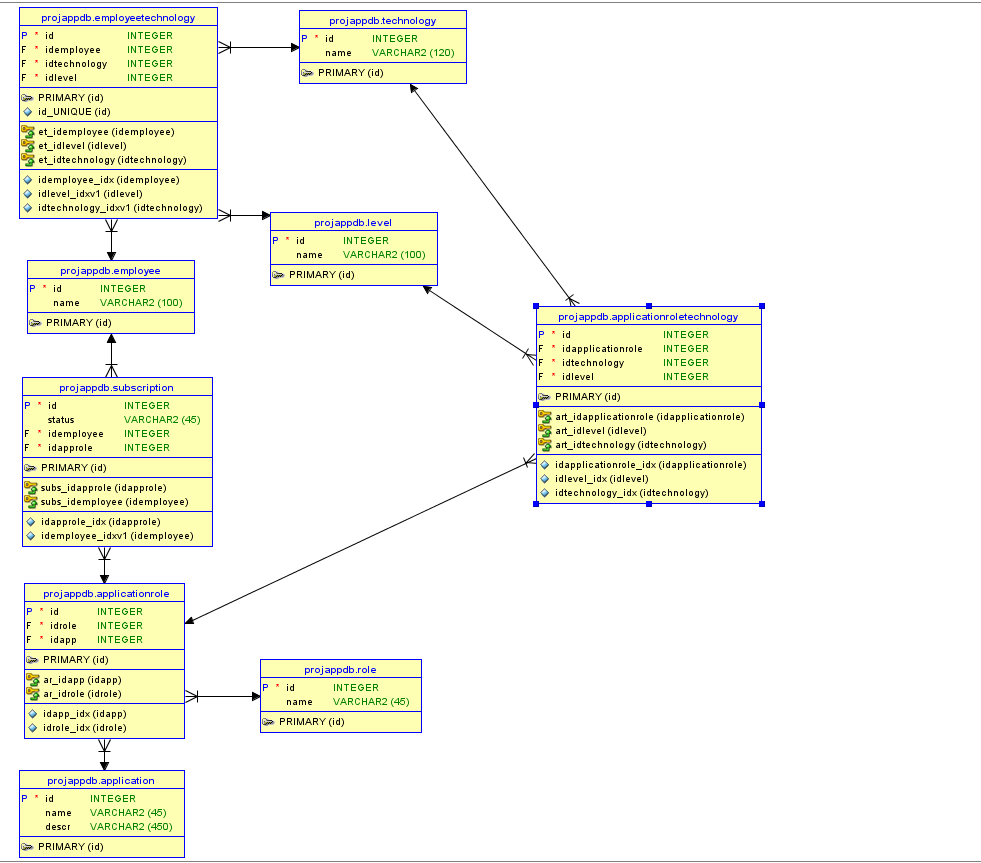 projappdb.employeetechnology
P * id INTEGER
F * idemployee INTEGER
F * idtechnology INTEGER
F * idlevel INTEGER
PRIMARY (id)
id_UNIQUE (id)
et_idemployee (idemployee)
et_idlevel (idlevel)
et_idtechnology (idtechnology)
idemployee_idx (idemployee)
idlevel_idxv1 (idlevel)
idtechnology_idxv1 (idtechnology)
projappdb.technology
P * id INTEGER
name VARCHAR2 (120)
PRIMARY (id)
projappdb.level
P * id INTEGER
name VARCHAR2 (100)
PRIMARY (id)
projappdb.employee
P * id INTEGER
name VARCHAR2 (100)
PRIMARY (id)
projappdb.applicationroletechnology
P * id INTEGER
F * idapplicationrole INTEGER
F * idtechnology INTEGER
F * idlevel INTEGER
PRIMARY (id)
art_idapplicationrole (idapplicationrole)
art_idlevel (idlevel)
art_idtechnology (idtechnology)
idapplicationrole_idx (idapplicationrole)
idlevel_idx (idlevel)
idtechnology_idx (idtechnology)
projappdb.subscription
P * id INTEGER
status VARCHAR2 (45)
F * idemployee INTEGER
F * idapprole INTEGER
PRIMARY (id)
subs_idapprole (idapprole)
subs_idemployee (idemployee)
idapprole_idx (idapprole)
idemployee_idxv1 (idemployee)
projappdb.applicationrole
P * id INTEGER
F * idrole INTEGER
F * idapp INTEGER
PRIMARY (id)
ar_idapp (idapp)
ar_idrole (idrole)
idapp_idx (idapp)
idrole_idx (idrole)
projappdb.role
P * id INTEGER
name VARCHAR2 (45)
PRIMARY (id)
projappdb.application
P * id INTEGER
name VARCHAR2 (45)
descr VARCHAR2 (450)
PRIMARY (id)